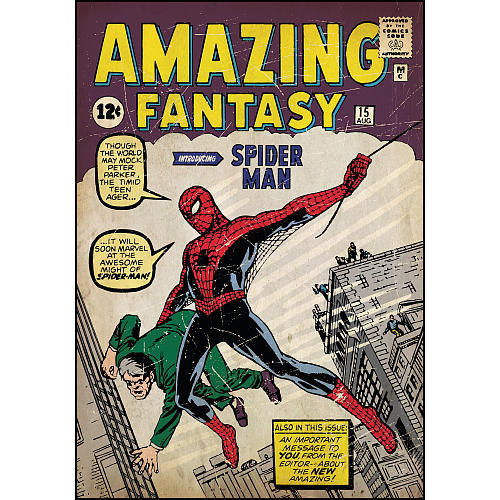 AMAZING
FANTASY
APPROVED
BY THE
COMICS
CODE
AUTHORITY
M
C
12¢
15
AUG
INTRODUCING
SPIDER
MAN
THOUGH
THE WORLD
MAY MOCK
PETER
PARKER,
THE TIMID
TEEN
AGER...
...IT WILL
SOON MARVEL
AT THE
AWESOME
MIGHT OF
SPIDER-MAN!
ALSO IN THIS ISSUE:
AN IMPORTANT
MESSAGE TO
YOU, FROM THE
EDITOR--ABOUT
THE NEW
AMAZING!